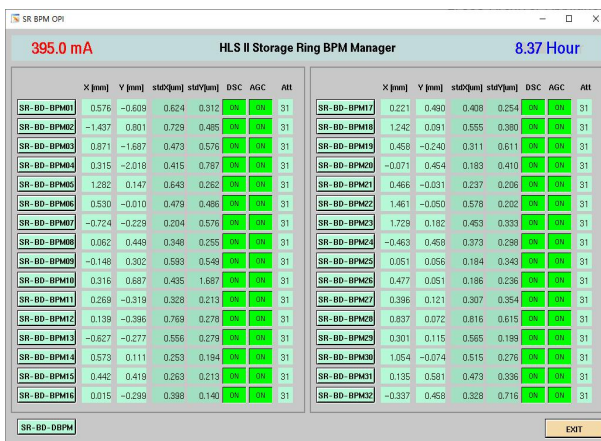 SR BPM OPI
395.0 mA HLS II Storage Ring BPM Manager 8.37 Hour
X [mm] Y [mm] stdX[um] stdY[um] DSC AGC Att
SR-BD-BPM01 0.576 -0.609 0.624 0.312 ON ON 31
SR-BD-BPM02 -1.437 0.801 0.729 0.485 ON ON 31
SR-BD-BPM03 0.871 -1.687 0.473 0.576 ON ON 31
SR-BD-BPM04 0.315 -2.018 0.415 0.787 ON ON 31
SR-BD-BPM05 1.282 0.147 0.643 0.262 ON ON 31
SR-BD-BPM06 0.530 -0.010 0.479 0.486 ON ON 31
SR-BD-BPM07 -0.724 -0.229 0.204 0.576 ON ON 31
SR-BD-BPM08 0.062 0.449 0.348 0.255 ON ON 31
SR-BD-BPM09 -0.148 0.302 0.593 0.549 ON ON 31
SR-BD-BPM10 0.316 0.687 0.435 1.687 ON ON 31
SR-BD-BPM11 0.269 -0.319 0.328 0.213 ON ON 31
SR-BD-BPM12 0.139 -0.396 0.769 0.278 ON ON 31
SR-BD-BPM13 -0.627 -0.277 0.556 0.279 ON ON 31
SR-BD-BPM14 0.573 0.111 0.253 0.194 ON ON 31
SR-BD-BPM15 0.442 0.419 0.263 0.213 ON ON 31
SR-BD-BPM16 0.015 -0.299 0.398 0.140 ON ON 31
X [mm] Y [mm] stdX[um] stdY[um] DSC AGC Att
SR-BD-BPM17 0.221 0.490 0.408 0.254 ON ON 31
SR-BD-BPM18 1.242 0.091 0.555 0.380 ON ON 31
SR-BD-BPM19 0.458 -0.240 0.311 0.611 ON ON 31
SR-BD-BPM20 -0.071 0.454 0.183 0.410 ON ON 31
SR-BD-BPM21 0.466 -0.031 0.237 0.206 ON ON 31
SR-BD-BPM22 1.461 -0.050 0.578 0.202 ON ON 31
SR-BD-BPM23 1.729 0.182 0.453 0.333 ON ON 31
SR-BD-BPM24 -0.463 0.458 0.373 0.298 ON ON 31
SR-BD-BPM25 0.051 0.056 0.184 0.343 ON ON 31
SR-BD-BPM26 0.477 0.051 0.186 0.236 ON ON 31
SR-BD-BPM27 0.396 0.121 0.307 0.354 ON ON 31
SR-BD-BPM28 0.837 0.072 0.816 0.615 ON ON 31
SR-BD-BPM29 0.301 0.115 0.565 0.199 ON ON 31
SR-BD-BPM30 1.054 -0.074 0.515 0.276 ON ON 31
SR-BD-BPM31 0.135 0.581 0.473 0.336 ON ON 31
SR-BD-BPM32 -0.337 0.458 0.328 0.716 ON ON 31
SR-BD-DBPM
EXIT